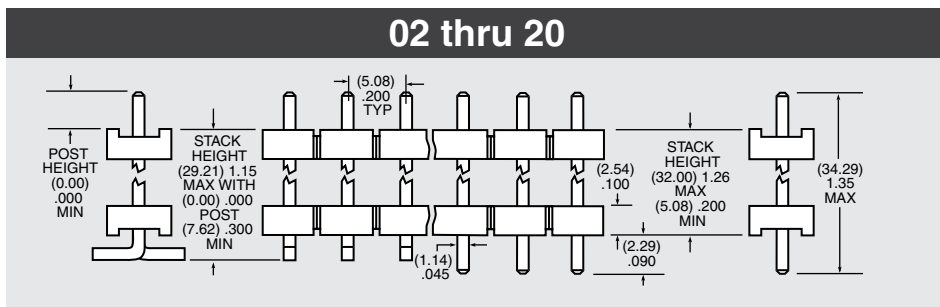 02 thru 20
POST
HEIGHT
(0.00)
.000
MIN
STACK
HEIGHT
(29.21) 1.15
MAX WITH
(0.00) .000
POST
(7.62) .300
MIN
(5.08)
.200
TYP
(1.14)
.045
(2.54)
.100
(2.29)
.090
STACK
HEIGHT
(32.00) 1.26
MAX
(5.08) .200
MIN
(34.29)
1.35
MAX